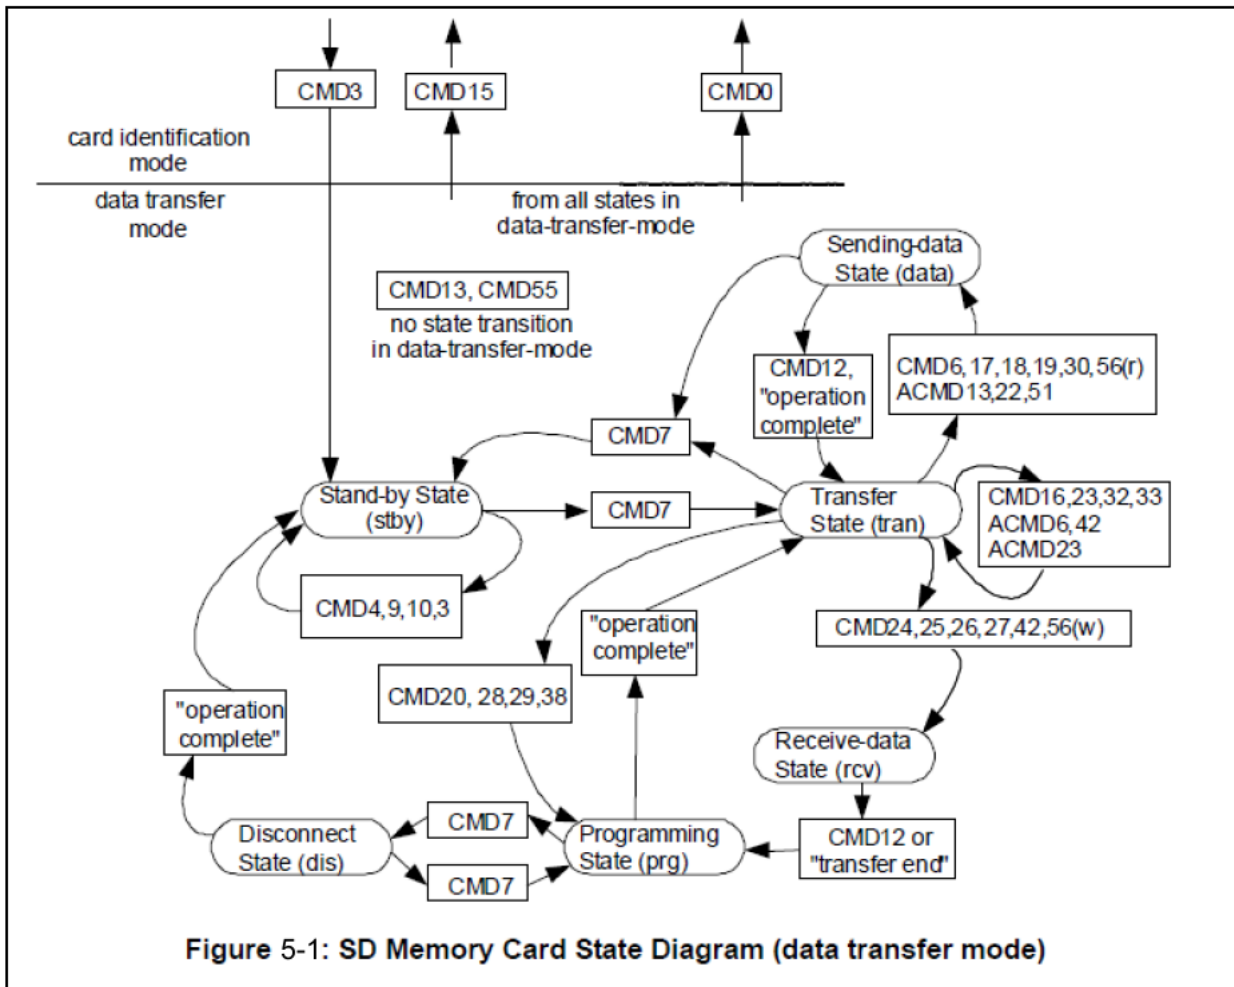 CMD3
CMD15
CMD0
card identification
mode
data transfer
mode
from all states in
data-transfer-mode
Sending-data
State (data)
CMD13, CMD55
no state transition
in data-transfer-mode
CMD12,
"operation
complete"
CMD6,17,18,19,30,56(r)
ACMD13,22,51
CMD7
Stand-by State
(stby)
CMD7
Transfer
State (tran)
CMD16,23,32,33
ACMD6,42
ACMD23
CMD4,9,10,3
"operation
complete"
CMD24,25,26,27,42,56(w)
CMD20, 28,29,38
"operation
complete"
Receive-data
State (rcv)
Disconnect
State (dis)
CMD7
CMD7
Programming
State (prg)
CMD12 or
"transfer end"
Figure 5-1: SD Memory Card State Diagram (data transfer mode)